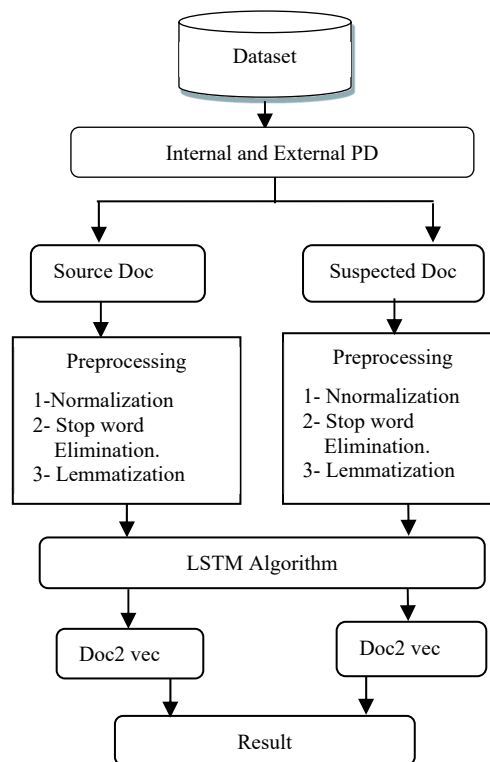 Dataset
Internal and External PD
Source Doc
Suspected Doc
Preprocessing
1-Normalization
2- Stop word
Elimination.
3- Lemmatization
Preprocessing
1- Nnormalization
2- Stop word
Elimination.
3- Lemmatization
LSTM Algorithm
Doc2 vec
Doc2 vec
Result